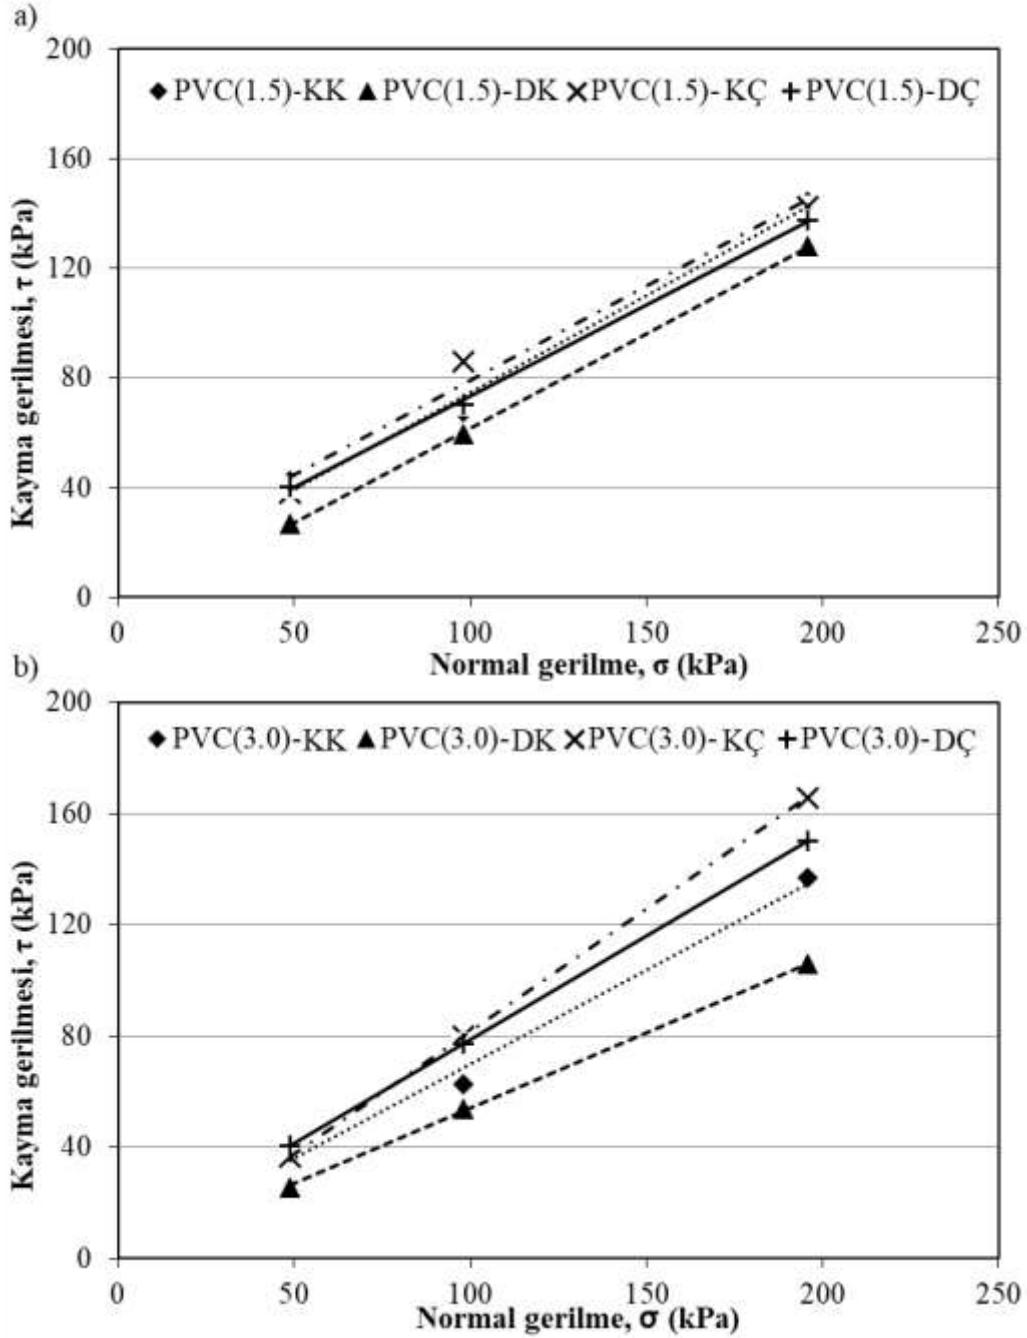 a)
200
◆ PVC(1.5)-KK ▲ PVC(1.5)-DK ×PVC(1.5)-KÇ +PVC(1.5)-DÇ
160
120
80
40
0
Kayma gerilmesi, τ (kPa)
0 50 100 150 200 250
Normal gerilme, σ (kPa)
b)
200
◆ PVC(3.0)-KK ▲ PVC(3.0)-DK ×PVC(3.0)-KÇ +PVC(3.0)-DÇ
160
120
80
40
0
Kayma gerilmesi, τ (kPa)
0 50 100 150 200 250
Normal gerilme, σ (kPa)